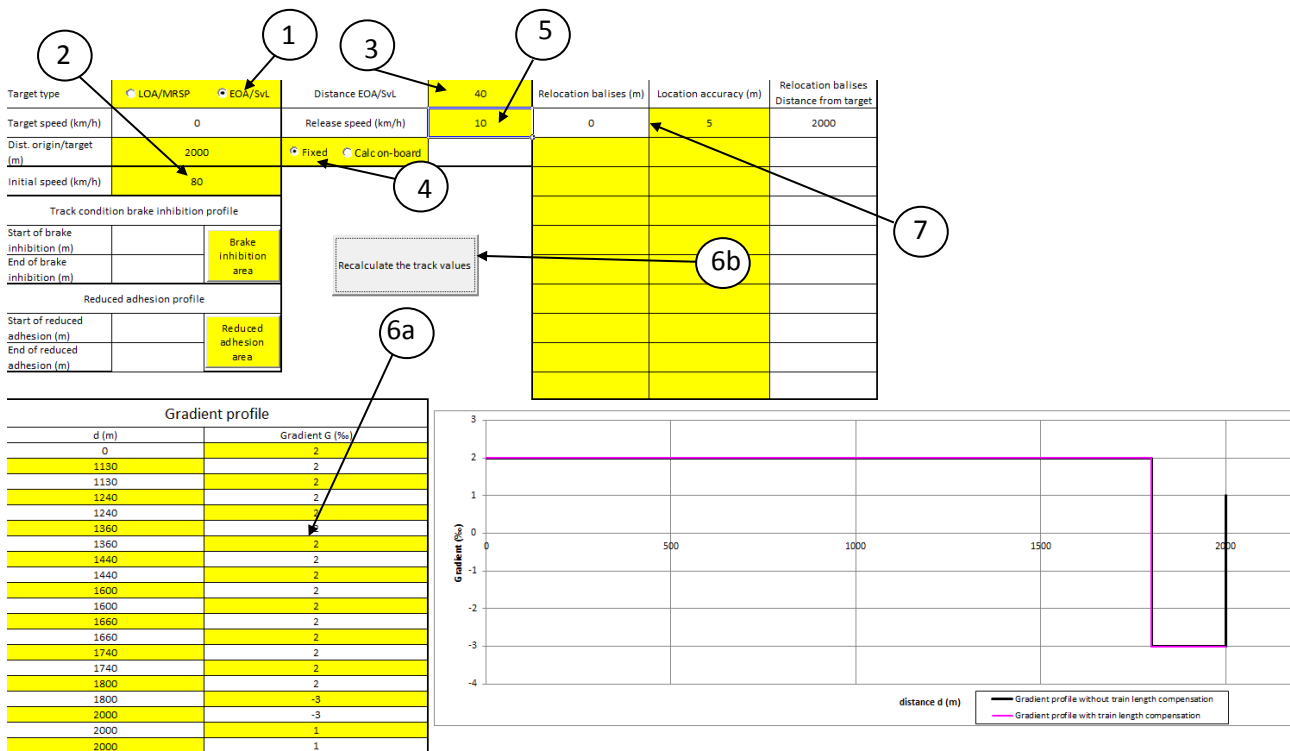 1
2
3
5
Target type
LOA/MRSP
EOA/SvL
Distance EOA/SvL
40
Relocation balises (m)
Location accuracy (m)
Relocation balises
Distance from target
Target speed (km/h)
0
Release speed (km/h)
10
0
5
2000
Dist. origin/target
(m)
2000
Fixed
Calc on-board
4
Initial speed (km/h)
80
7
Track condition brake inhibition profile
Start of brake
inhibition (m)
End of brake
inhibition (m)
Brake
inhibition
area
Recalculate the track values
6b
Reduced adhesion profile
Start of reduced
adhesion (m)
End of reduced
adhesion (m)
Reduced
adhesion
area
6a
Gradient profile
d (m)
Gradient G (‰)
0 2
1130 2
1130 2
1240 2
1240 2
1360 2
1360 2
1440 2
1440 2
1600 2
1600 2
1660 2
1660 2
1740 2
1740 2
1800 2
1800 -3
2000 -3
2000 1
2000 1
3
2
1
0
-1
-2
-3
-4
Gradient (‰)
0
500
1000
1500
2000
distance d (m)
Gradient profile without train length compensation
Gradient profile with train length compensation